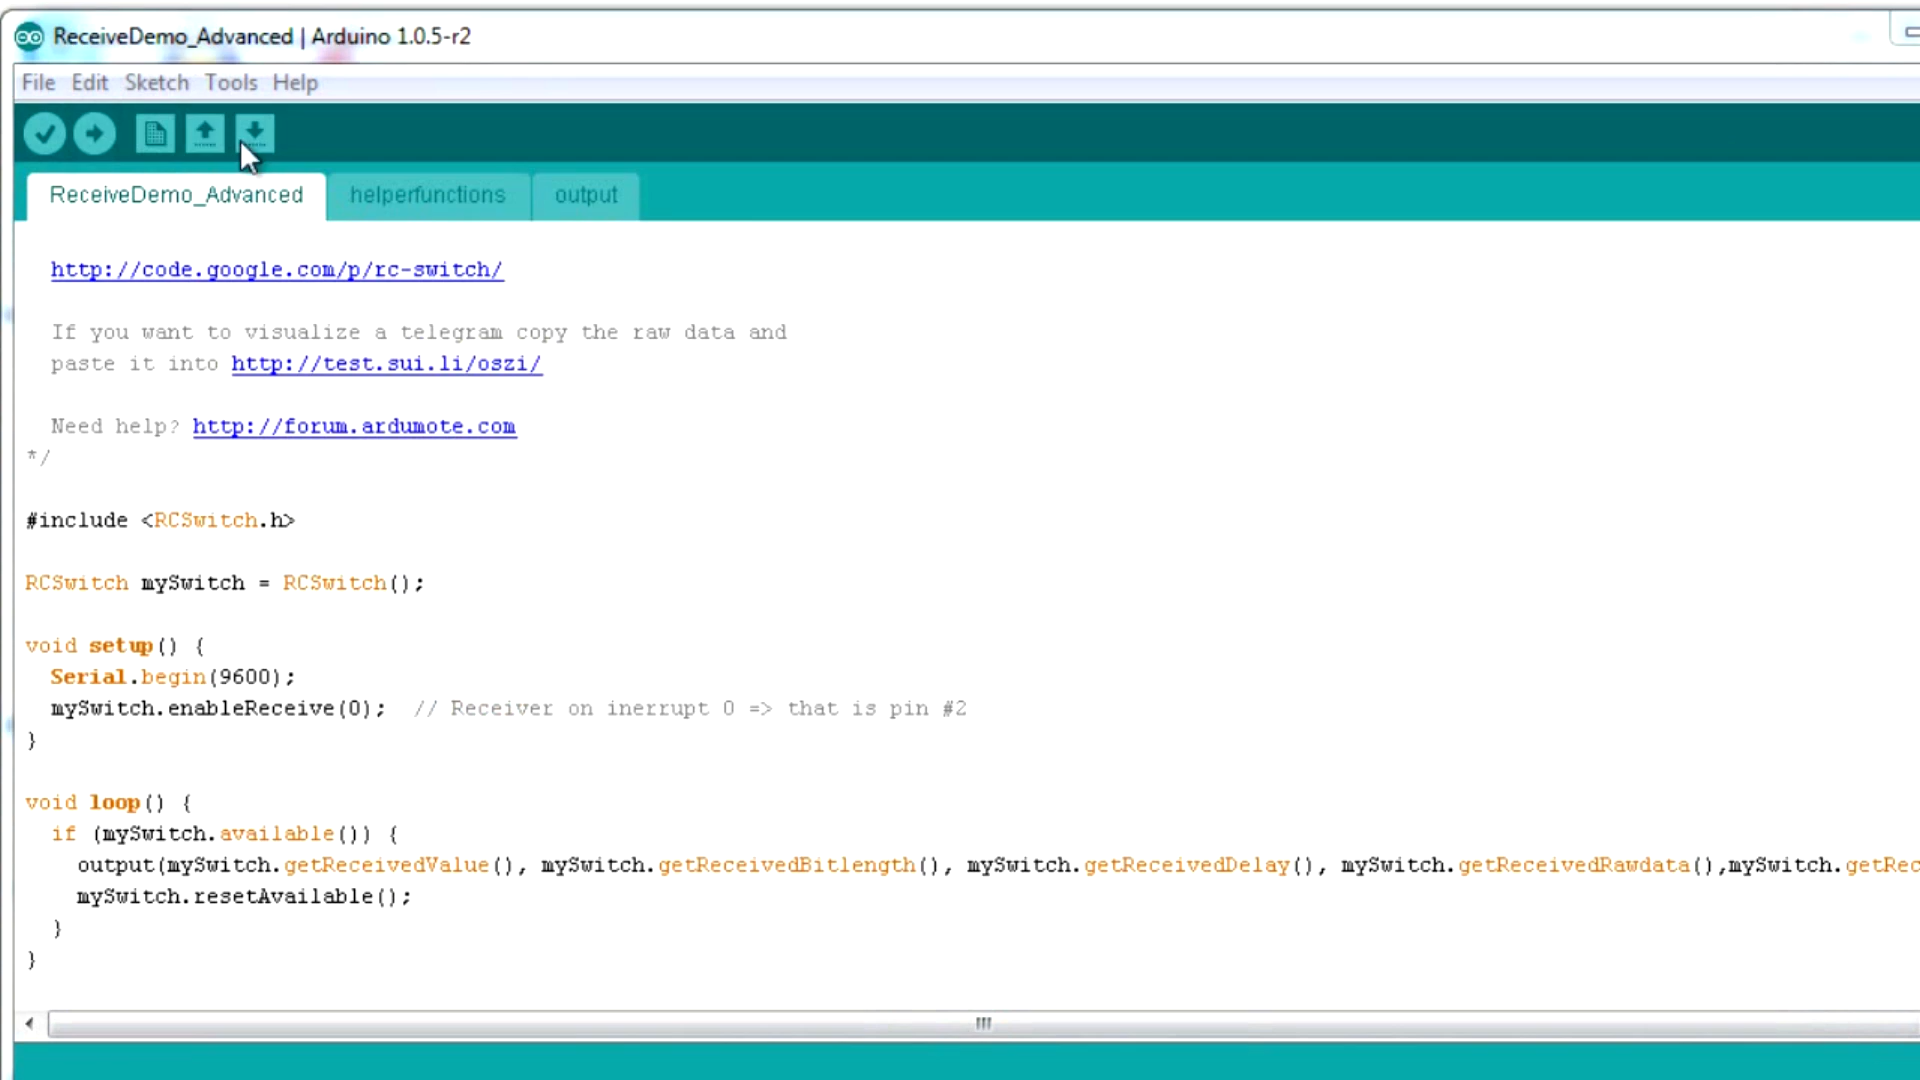 ReceiveDemo_Advanced | Arduino 1.0.5-r2
File Edit Sketch Tools Help
ReceiveDemo_Advanced helperfunctions output
http://code.google.com/p/rc-switch/
If you want to visualize a telegram copy the raw data and
paste it into http://test.sui.li/oszi/
Need help? http://forum.ardumote.com
*/
#include <RCSwitch.h>
RCSwitch mySwitch = RCSwitch();
void setup() {
Serial.begin(9600);
mySwitch.enableReceive(0); // Receiver on inerrupt 0 => that is pin #2
}
void loop() {
if (mySwitch.available()) {
output(mySwitch.getReceivedValue(), mySwitch.getReceivedBitlength(), mySwitch.getReceivedDelay(), mySwitch.getReceivedRawdata(),mySwitch.getRec
mySwitch.resetAvailable();
}
}